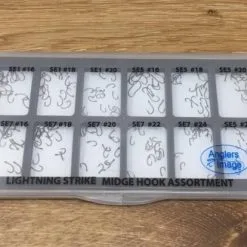 SE1 #16 SE1 #18 SE1 #20 SE5 #16 SE5 #18 SE5 #20
SE7 #16 SE7 #18 SE7 #20 SE7 #22 SE7 #24 SE5 #2
Anglers
Image
LIGHTNING STRIKE MIDGE HOOK ASSORTMENT